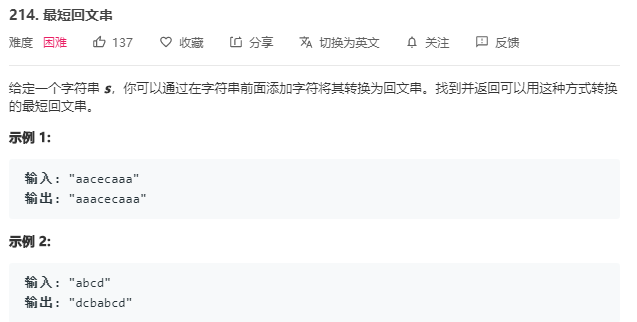 214. 最短回文串
难度 困难 137 收藏 分享 切换为英文 关注 反馈
给定一个字符串 s，你可以通过在字符串前面添加字符将其转换为回文串。找到并返回可以用这种方式转换
的最短回文串。
示例 1:
输入: "aacecaaa"
输出: "aaacecaaa"
示例 2:
输入: "abcd"
输出: "dcbabcd"